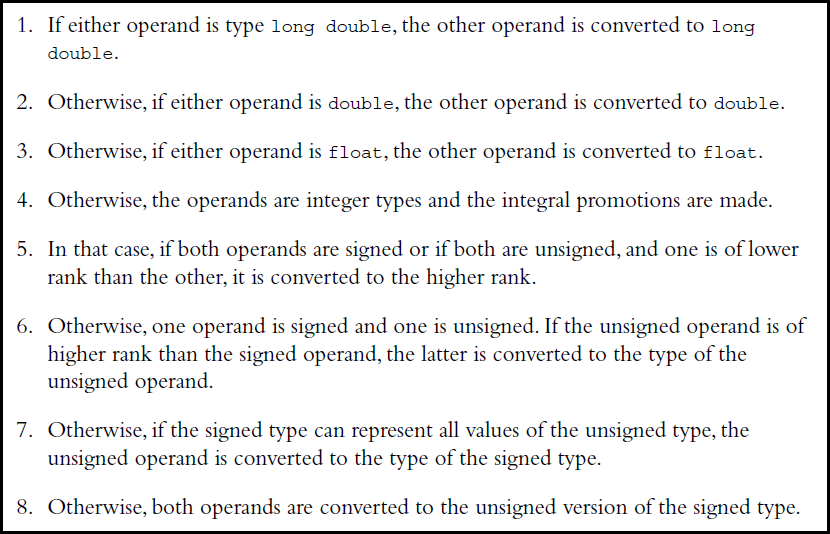 1. If either operand is type long double, the other operand is converted to long
double.
2. Otherwise, if either operand is double, the other operand is converted to double.
3. Otherwise, if either operand is float, the other operand is converted to float.
4. Otherwise, the operands are integer types and the integral promotions are made.
5. In that case, if both operands are signed or if both are unsigned, and one is of lower
rank than the other, it is converted to the higher rank.
6. Otherwise, one operand is signed and one is unsigned. If the unsigned operand is of
higher rank than the signed operand, the latter is converted to the type of the
unsigned operand.
7. Otherwise, if the signed type can represent all values of the unsigned type, the
unsigned operand is converted to the type of the signed type.
8. Otherwise, both operands are converted to the unsigned version of the signed type.